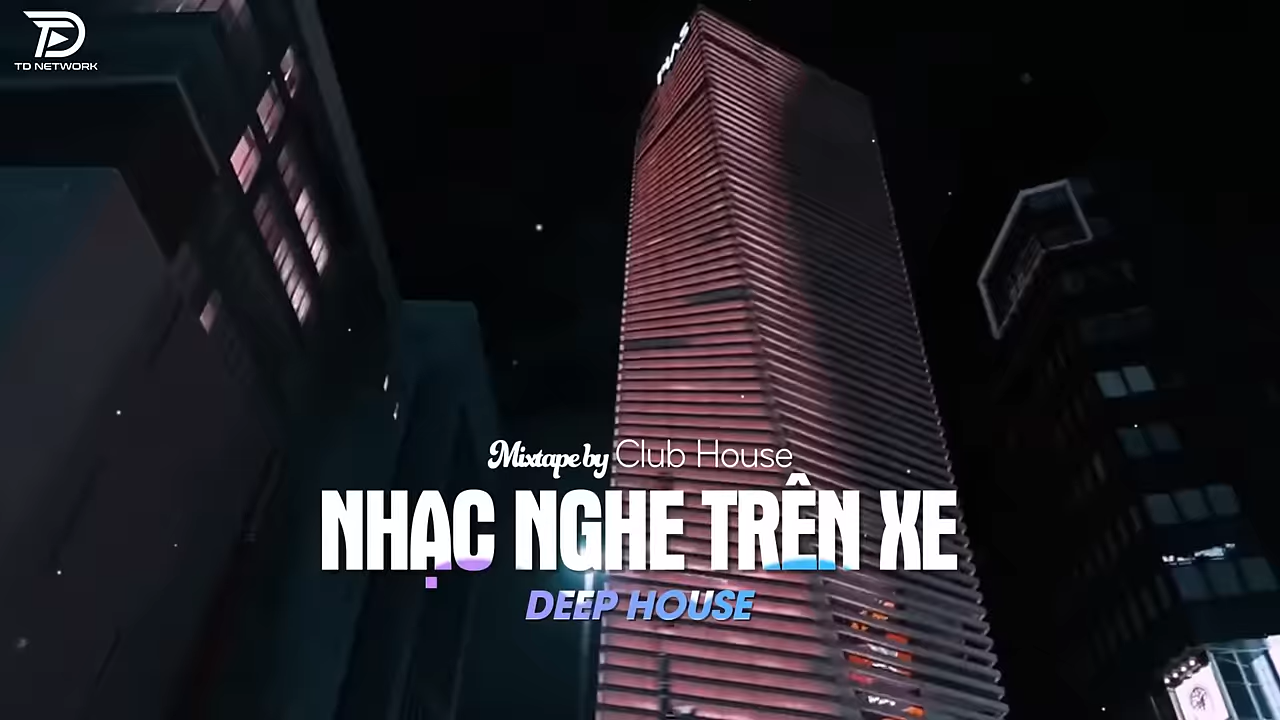 TD NETWORK
Mixtape by Club House
NHẠC NGHE TRÊN XE
DEEP HOUSE